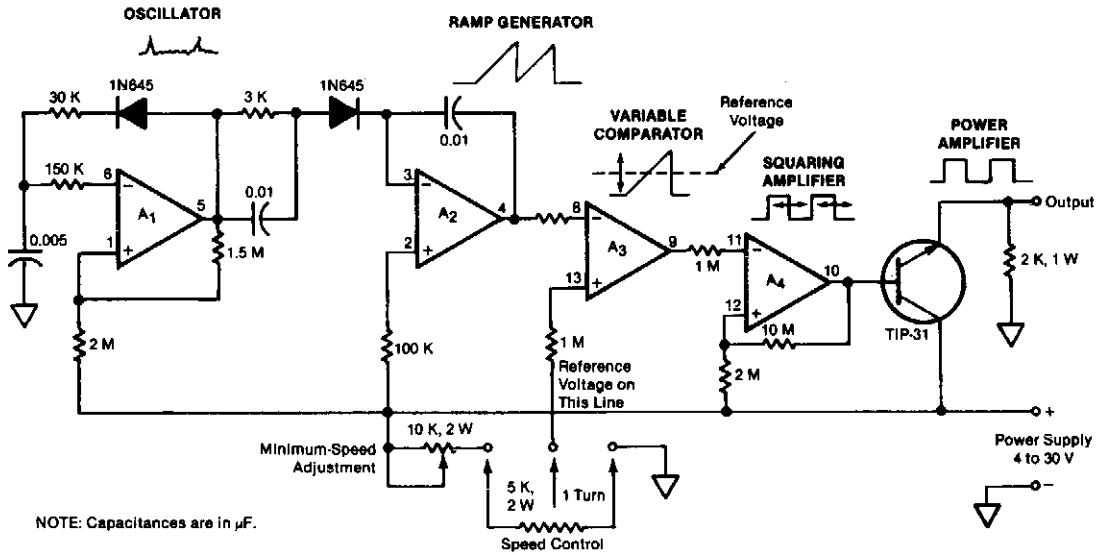 OSCILLATOR
RAMP GENERATOR
1N645
1N645
30 K
3 K
0.01
VARIABLE
COMPARATOR
Reference
Voltage
POWER
AMPLIFIER
SQUARING
AMPLIFIER
150 K
6
A1
5
1
0.01
1.5 M
0.005
2 M
3
A2
4
2
100 K
8
A3
9
13
1 M
1 M
11
A4
10
12
10 M
2 M
TIP-31
Output
2 K, 1 W
Reference
Voltage on
This Line
10 K, 2 W
Minimum-Speed
Adjustment
5 K,
2 W
1 Turn
Speed Control
+
Power Supply
4 to 30 V
−
NOTE: Capacitances are in µF.